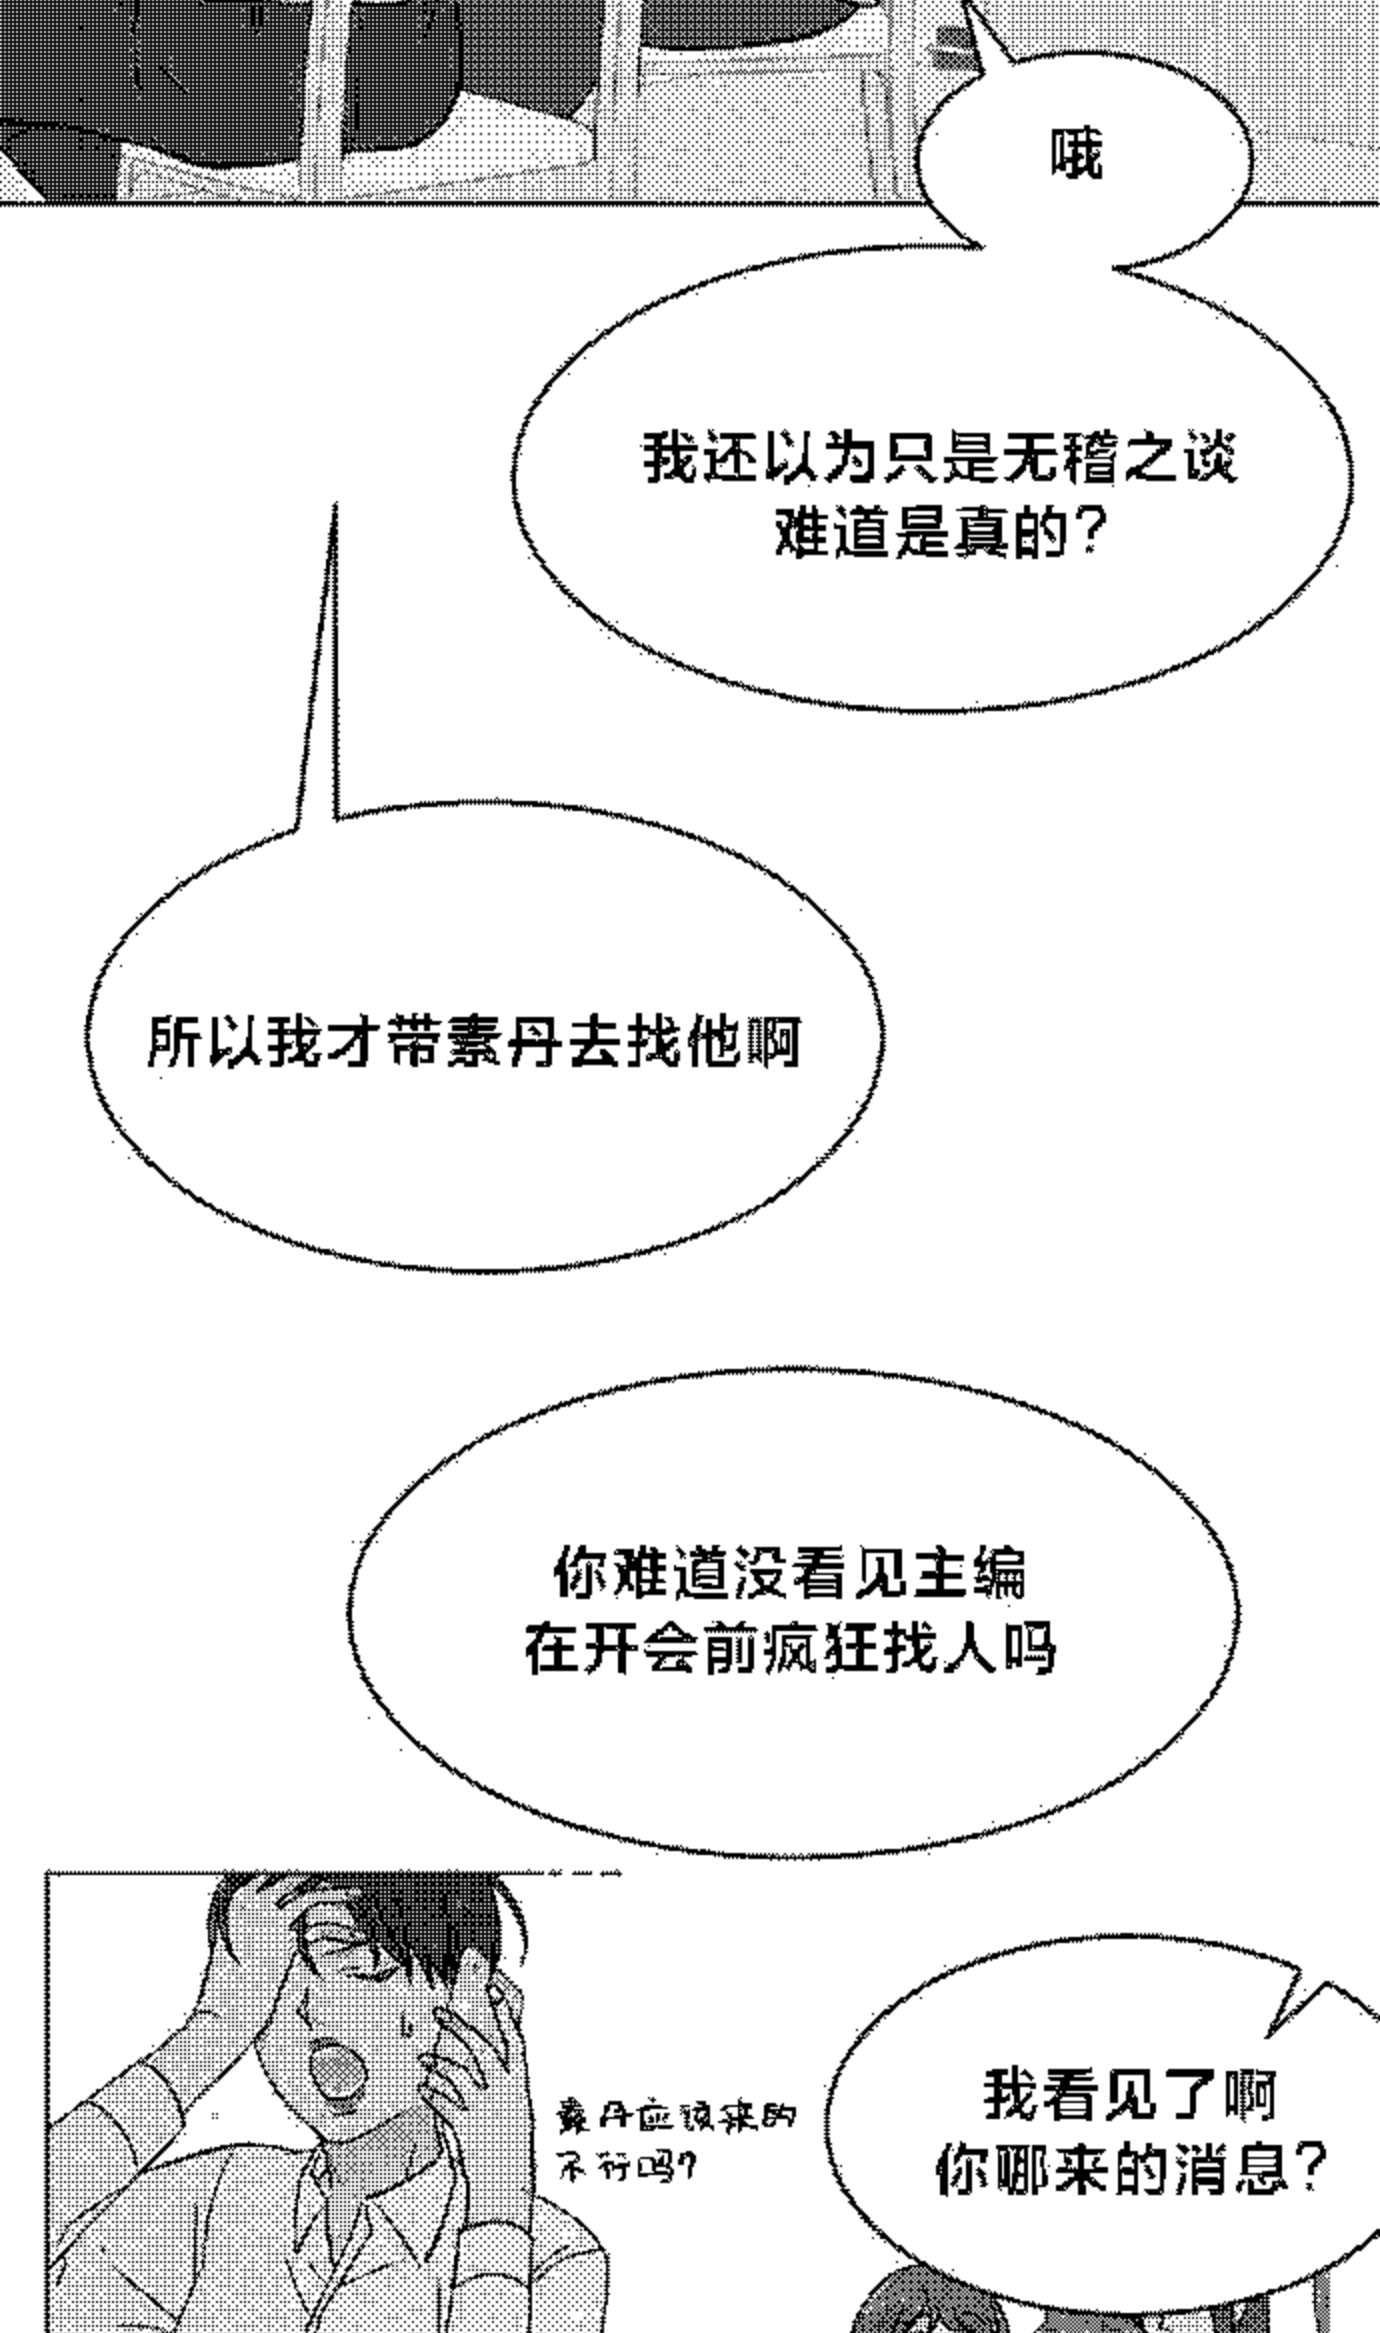 哦
我还以为只是无稽之谈
难道是真的?
所以我才带素丹去找他啊
你难道没看见主编
在开会前疯狂找人吗
素丹应该来的
不行吗?
我看见了啊
你哪来的消息?